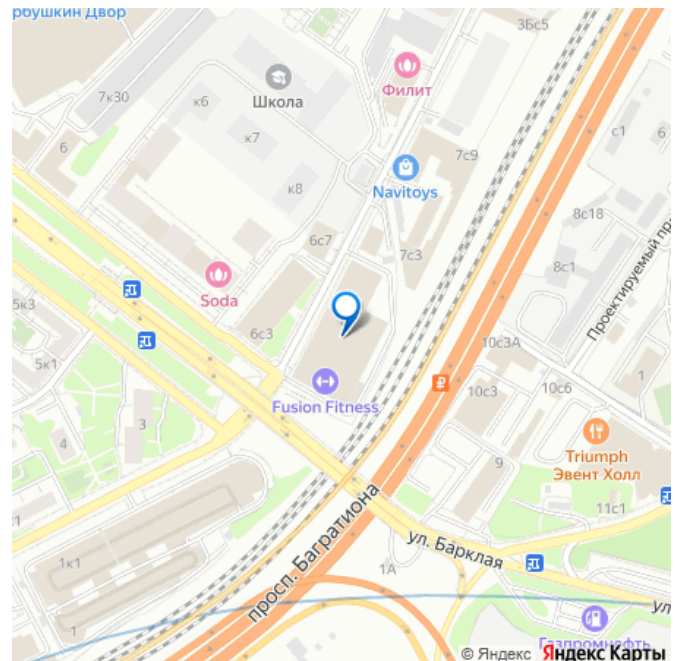 рбушкин Двор
3Бс5
Филит
Школа
7к30
к6
к7
6
7с9
с1
6
Navitoys
к8
8с18
6с7
7с3
8с1
Проектируемый пр
Soda
5к3
6с3
5к1
10с3А
10с3
10с6
1
Fusion Fitness
3
4
Triumph
Эвент Холл
9
11с1
1
просп. Багратиона
ул. Барклая
1к1
1А
1
ул
Газпромнефть
© Яндекс Яндекс Карты